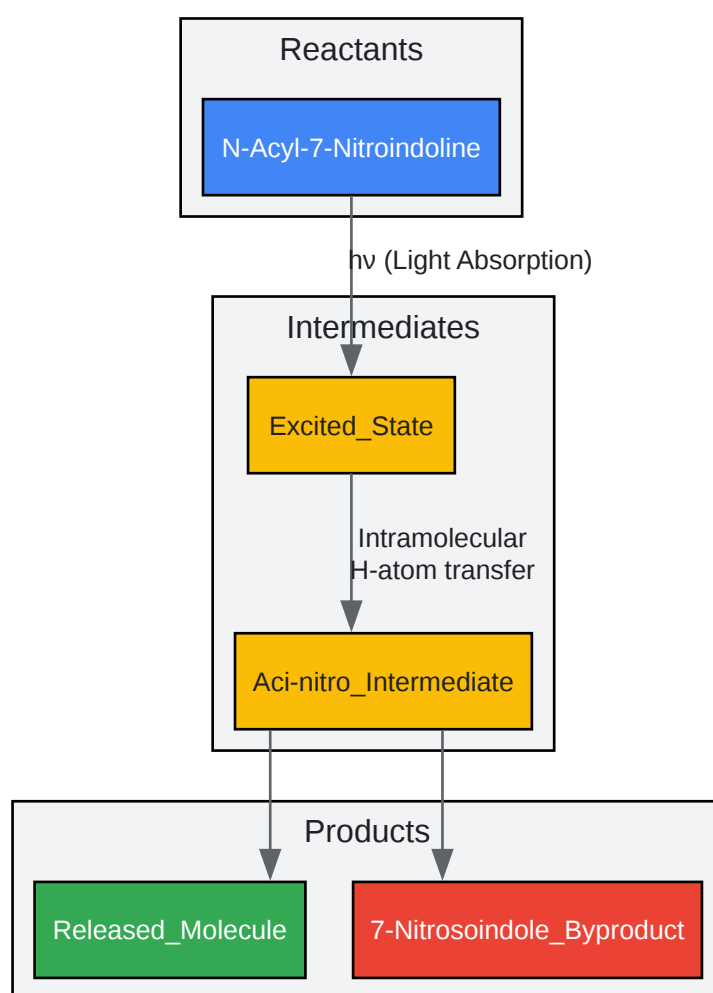 Reactants
N-Acyl-7-Nitroindoline
hν (Light Absorption)
Intermediates
Excited_State
Intramolecular
H-atom transfer
Aci-nitro_Intermediate
Products
Released_Molecule
7-Nitrosoindole_Byproduct